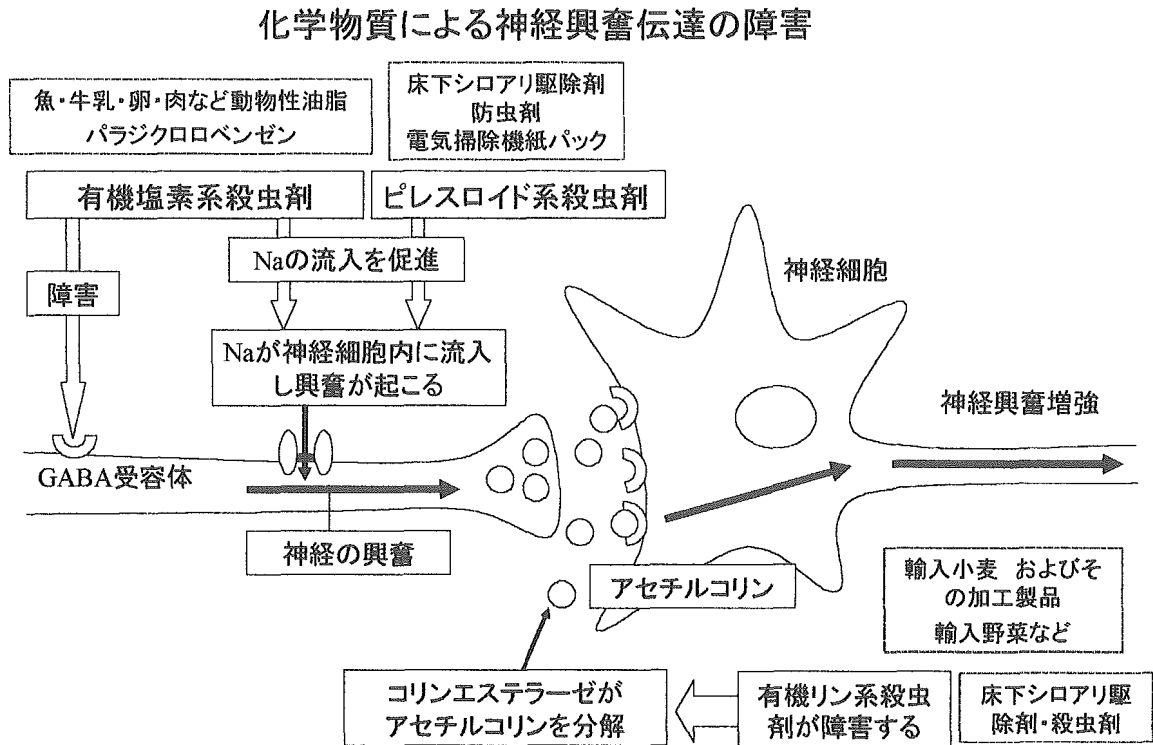 化学物質による神経興奮伝達の障害
魚・牛乳・卵・肉など動物性油脂
パラジクロロベンゼン
床下シロアリ駆除剤
防虫剤
電気掃除機紙パック
有機塩素系殺虫剤
ピレスロイド系殺虫剤
Naの流入を促進
障害
神経細胞
Naが神経細胞内に流入
し興奮が起こる
神経興奮増強
GABA受容体
神経の興奮
アセチルコリン
輸入小麦 およびそ
の加工製品
輸入野菜など
コリンエステラーゼが
アセチルコリンを分解
有機リン系殺虫
剤が障害する
床下シロアリ駆
除剤・殺虫剤